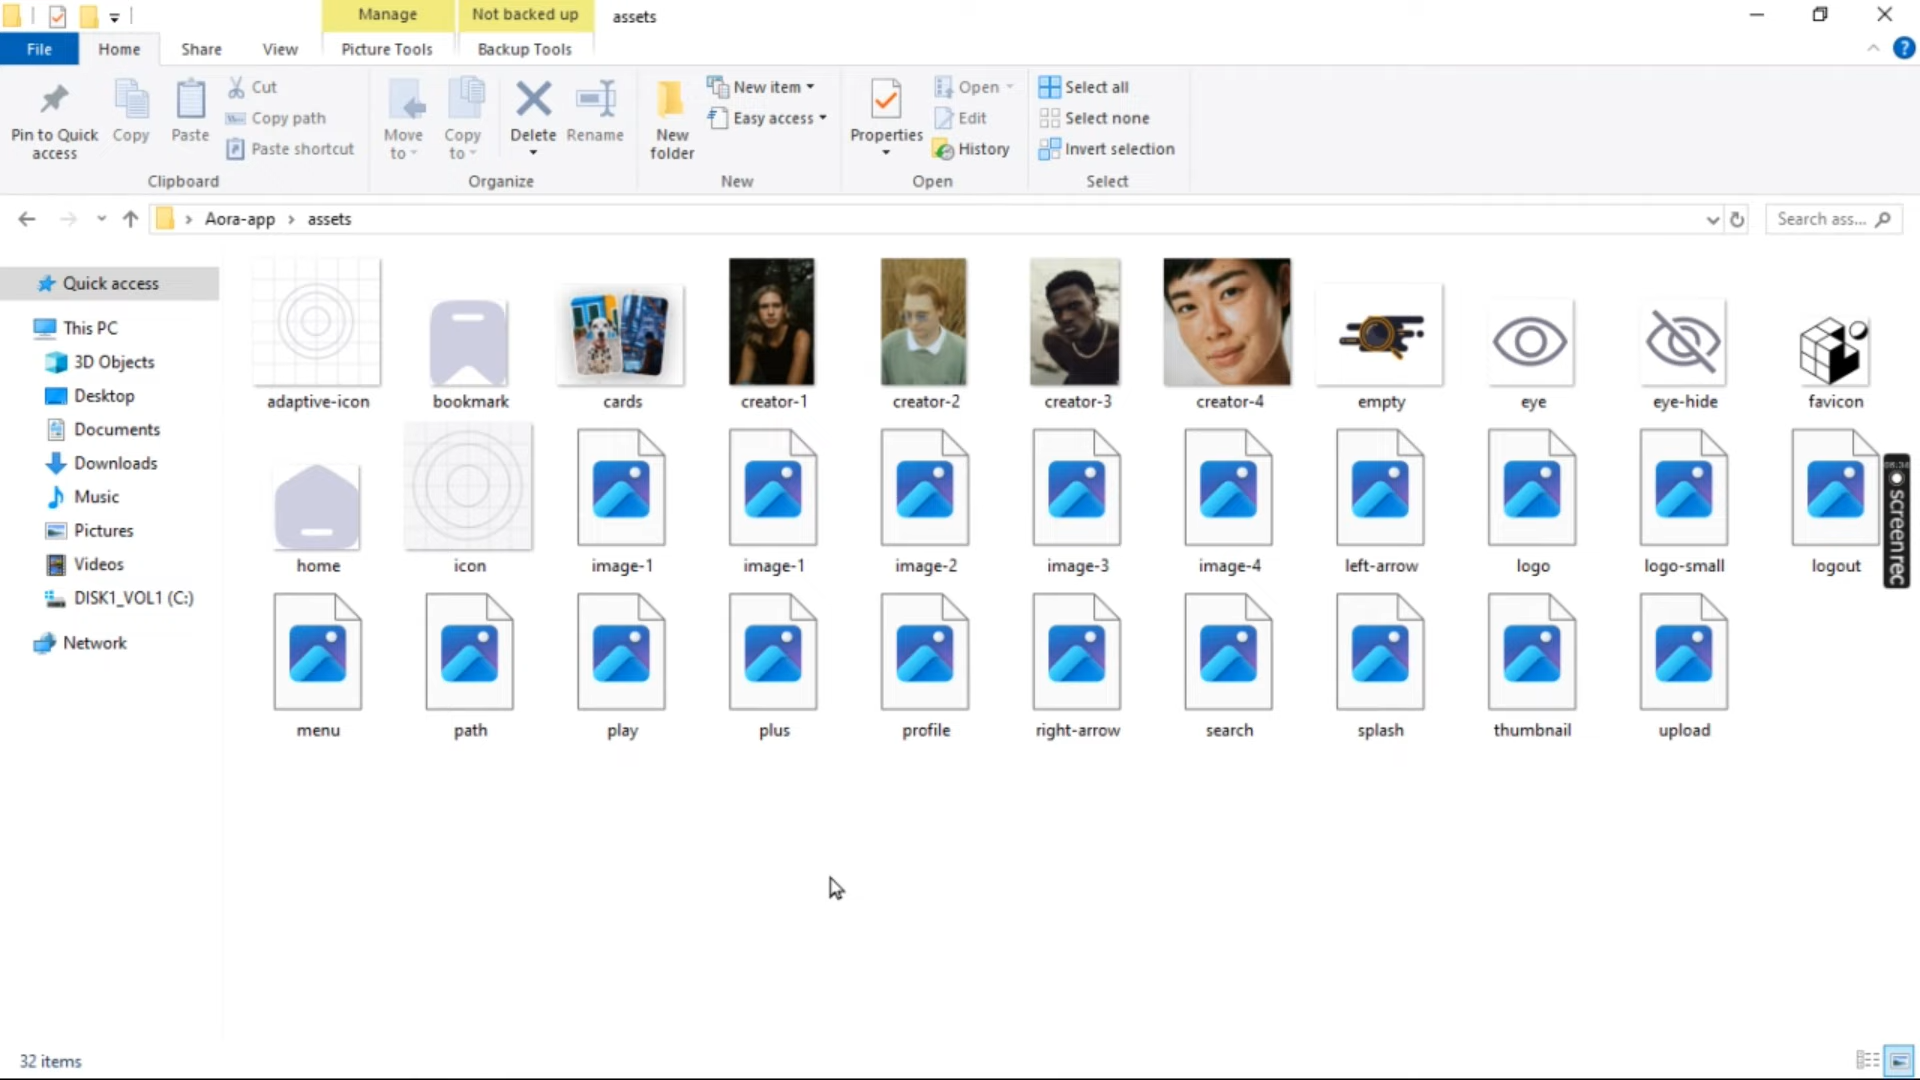 Manage
Not backed up
assets
File
Home
Share
View
Picture Tools
Backup Tools
Pin to Quick access
Copy
Paste
Cut
Copy path
Paste shortcut
Move to
Copy to
Delete
Rename
New folder
New item
Easy access
Properties
Open
Edit
History
Select all
Select none
Invert selection
Clipboard
Organize
New
Open
Select
Aora-app
assets
Search ass...
Quick access
This PC
3D Objects
Desktop
Documents
Downloads
Music
Pictures
Videos
DISK1_VOL1 (C:)
Network
adaptive-icon
bookmark
cards
creator-1
creator-2
creator-3
creator-4
empty
eye
eye-hide
favicon
home
icon
image-1
image-1
image-2
image-3
image-4
left-arrow
logo
logo-small
logout
menu
path
play
plus
profile
right-arrow
search
splash
thumbnail
upload
screenrec
32 items